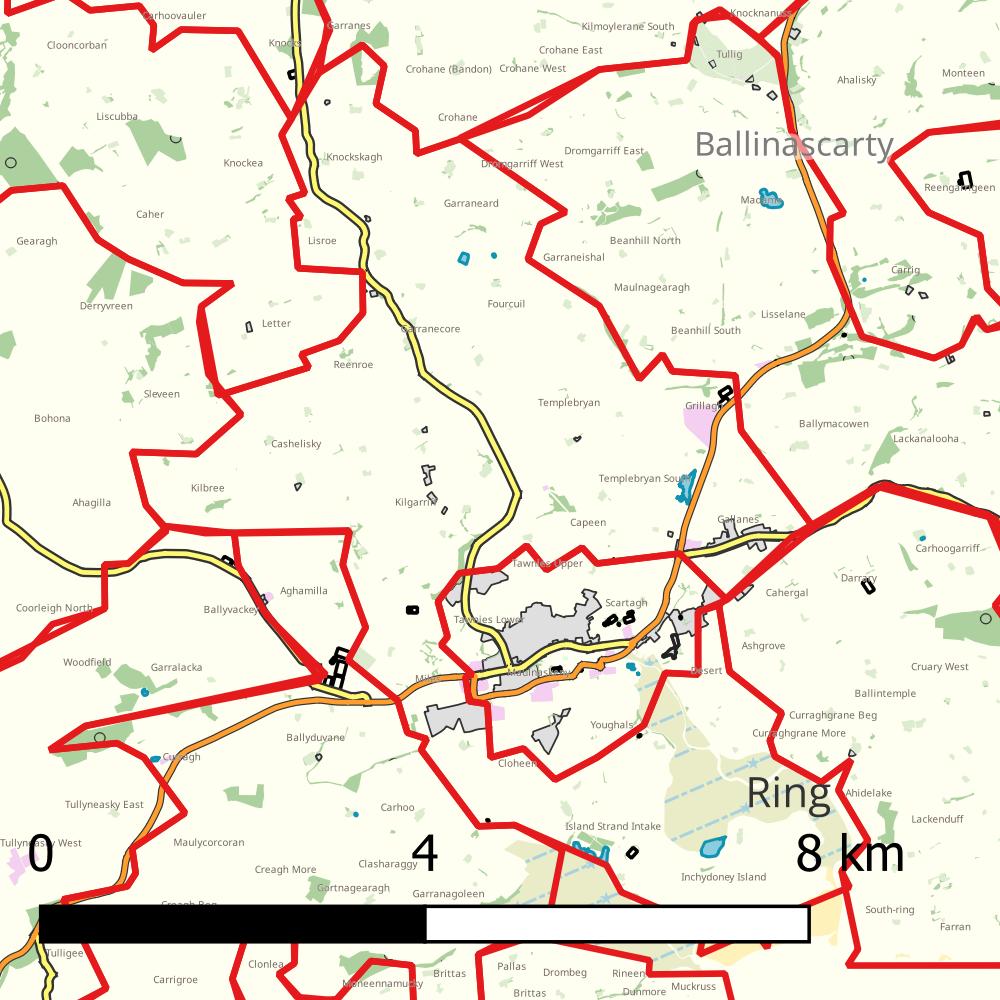 Carhoovauler
Garranes
Knocknanuss
Clooncorban
Knocks
Kilmoylerane South
Crohane East
Tullig
Crohane (Bandon)
Crohane West
Ahalisky
Monteen
Liscubba
Crohane
Ballinascarty
Knockea
Knockskagh
Dromgarriff West
Dromgarriff East
Reengarrigeen
Caher
Garraneard
Madame
Gearagh
Lisroe
Beanhill North
Garraneishal
Carrig
Derryvreen
Fourcuil
Maulnagearagh
Lisselane
Letter
Garranecore
Beanhill South
Reenroe
Sleveen
Bohona
Templebryan
Grillagh
Ballymacowen
Cashelisky
Lackanalooha
Kilbree
Templebryan South
Ahagilla
Kilgarriff
Capeen
Gallanes
Carhoogarriff
Tawnies Upper
Aghamilla
Darrary
Cahergal
Coorleigh North
Ballyvackey
Scartagh
Tawnies Lower
Ashgrove
Woodfield
Garralacka
Miles
Madinaskeagh
Desert
Cruary West
Ballintemple
Curraghgrane Beg
Youghals
Ballyduvane
Curraghgrane More
Curragh
Cloheen
Ring
Ahidelake
Tullyneasky East
Carhoo
Lackenduff
Island Strand Intake
Tullyneasky West
Maulycorcoran
0
4
8 km
Clasharaggy
Creagh More
Inchydoney Island
Gortnagearagh
Garranagoleen
Creagh Beg
South-ring
Farran
Tulligee
Clonlea
Pallas
Drombeg
Rineen
Brittas
Carrigroe
Moneennamucky
Muckruss
Brittas
Dunmore